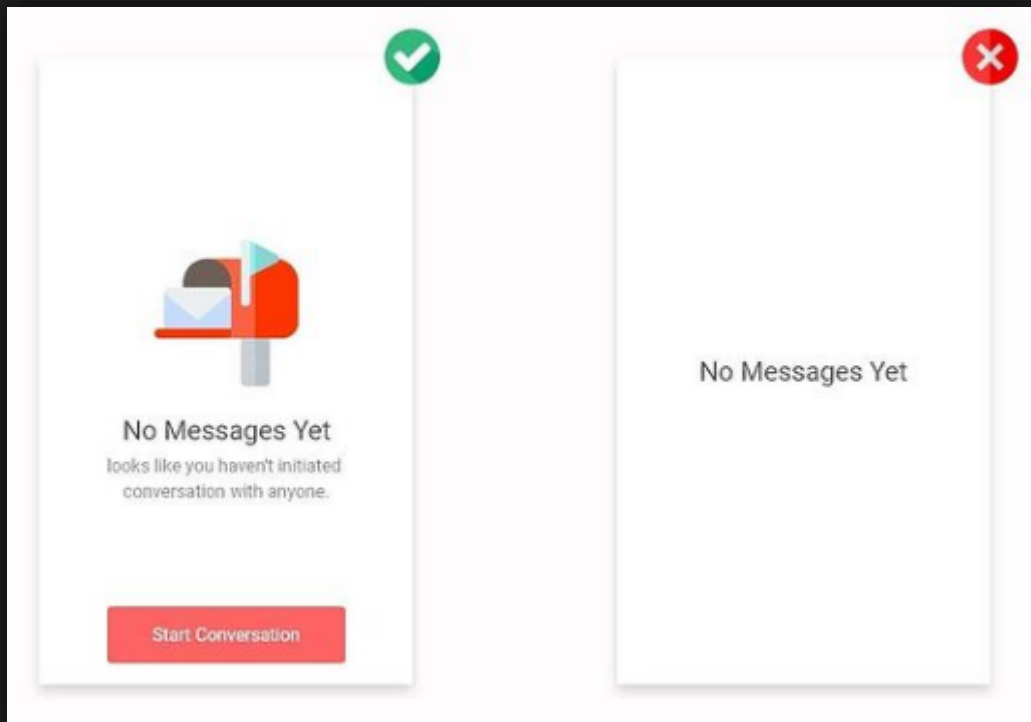 No Messages Yet
looks like you haven't initiated
conversation with anyone.
Start Conversation
No Messages Yet